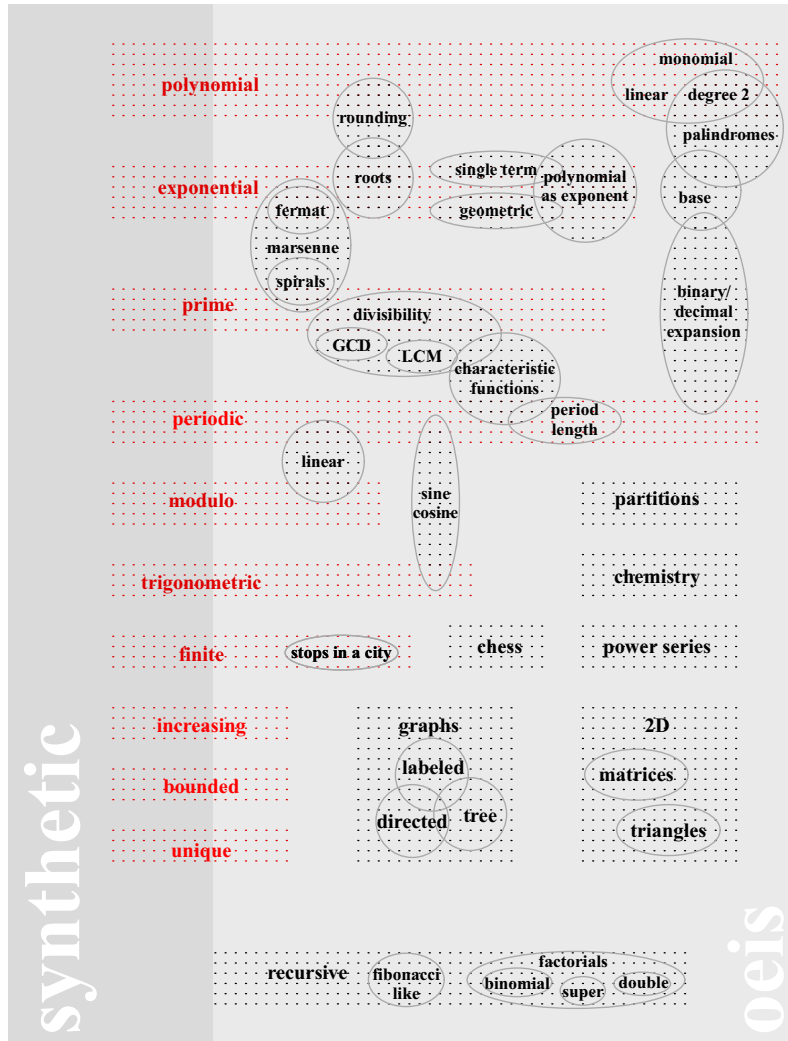 monomial
polynomial
linear
degree 2
rounding
palindromes
single term
exponential
roots
polynomial
as exponent
base
fermat
geometric
marsenne
spirals
prime
divisibility
binary/
decimal
expansion
GCD
LCM
characteristic
functions
periodic
period
length
linear
modulo
sine
cosine
partitions
trigonometric
chemistry
finite
stops in a city
chess
power series
increasing
graphs
2D
labeled
matrices
bounded
directed
tree
triangles
unique
synthetic
oeis
recursive
fibonacci
like
factorials
binomial
super
double